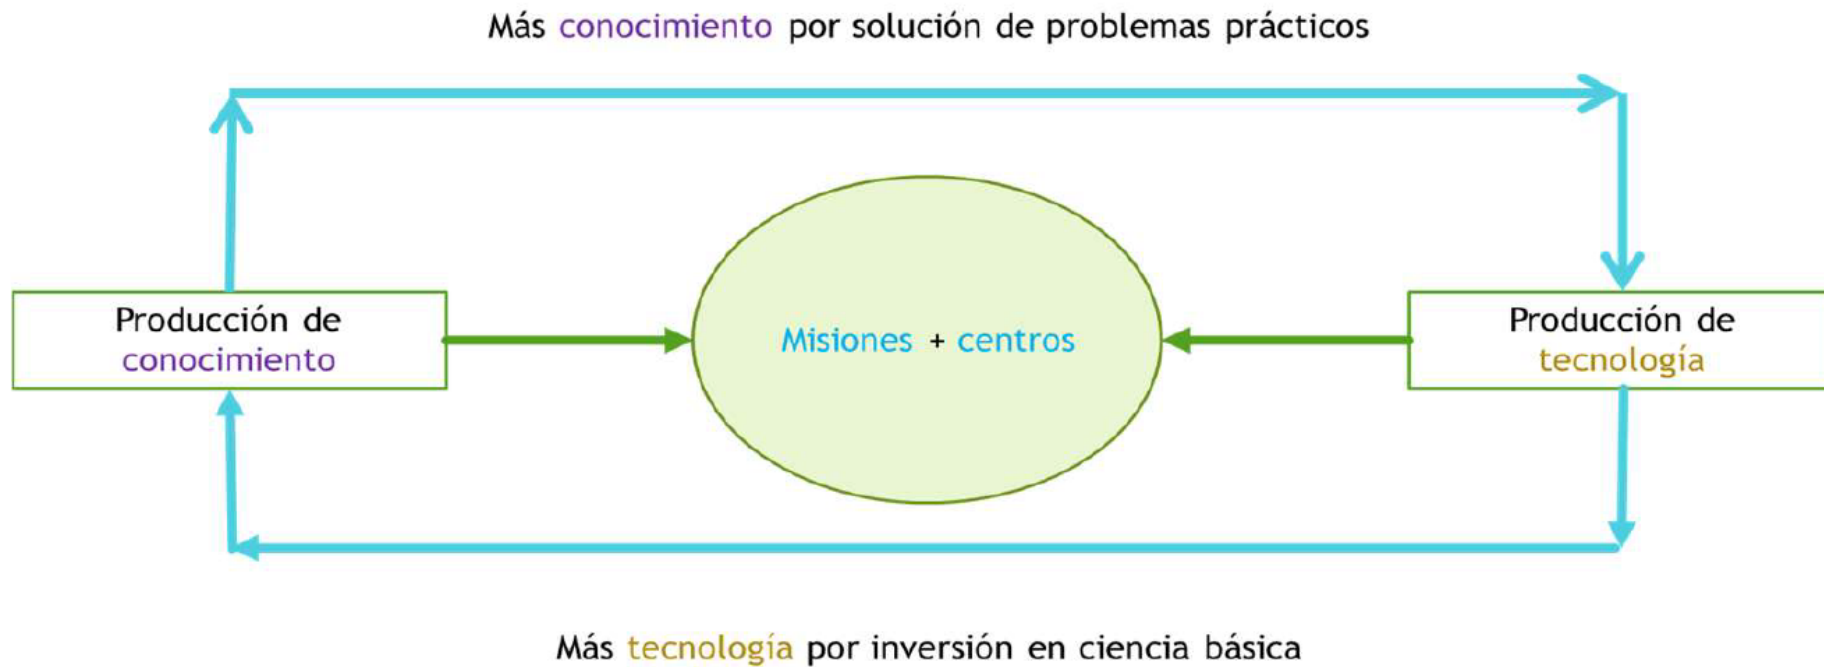 Más conocimiento por solución de problemas prácticos
Producción de
conocimiento
Misiones + centros
Producción de
tecnología
Más tecnología por inversión en ciencia básica